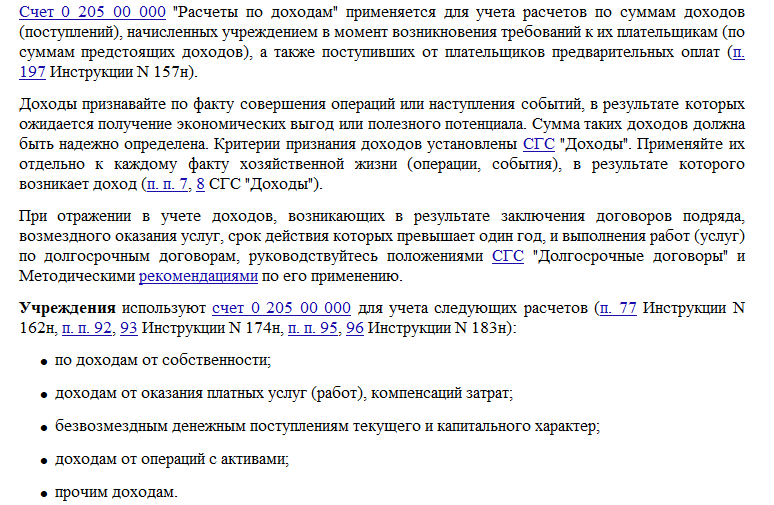 Счет 0 205 00 000 "Расчеты по доходам" применяется для учета расчетов по суммам доходов
(поступлений), начисленных учреждением в момент возникновения требований к их плательщикам (по
суммам предстоящих доходов), а также поступивших от плательщиков предварительных оплат (п.
197 Инструкции N 157н).
Доходы признавайте по факту совершения операций или наступления событий, в результате которых
ожидается получение экономических выгод или полезного потенциала. Сумма таких доходов должна
быть надежно определена. Критерии признания доходов установлены СГС "Доходы". Применяйте их
отдельно к каждому факту хозяйственной жизни (операции, события), в результате которого
возникает доход (п. п. 7, 8 СГС "Доходы").
При отражении в учете доходов, возникающих в результате заключения договоров подряда,
возмездного оказания услуг, срок действия которых превышает один год, и выполнения работ (услуг)
по долгосрочным договорам, руководствуйтесь положениями СГС "Долгосрочные договоры" и
Методическими рекомендациями по его применению.
Учреждения используют счет 0 205 00 000 для учета следующих расчетов (п. 77 Инструкции N
162н, п. п. 92, 93 Инструкции N 174н, п. п. 95, 96 Инструкции N 183н):
● по доходам от собственности;
● доходам от оказания платных услуг (работ), компенсаций затрат;
● безвозмездным денежным поступлениям текущего и капитального характер;
● доходам от операций с активами;
● прочим доходам.